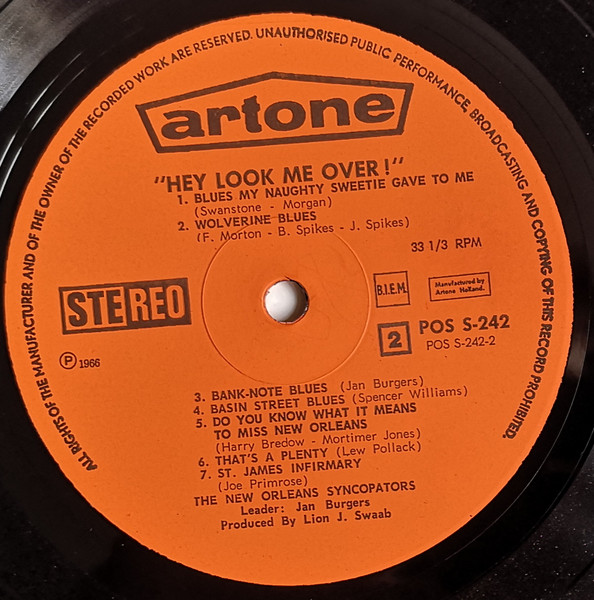 ALL RIGHTS OF THE MANUFACTURER AND OF THE OWNER OF THE RECORDED WORK ARE RESERVED. UNAUTHORISED PUBLIC PERFORMANCE, BROADCASTING AND COPYING OF THIS RECORD PROHIBITED.
artone
"HEY LOOK ME OVER!"
1. BLUES MY NAUGHTY SWEETIE GAVE TO ME
(Swanstone - Morgan)
2. WOLVERINE BLUES
(F. Morton - B. Spikes - J. Spikes)
33 1/3 RPM
STEREO
B.I.E.M.
Manufactured by
Artone Holland.
2 POS S-242
POS S-242-2
℗ 1966
3. BANK-NOTE BLUES (Jan Burgers)
4. BASIN STREET BLUES (Spencer Williams)
5. DO YOU KNOW WHAT IT MEANS
TO MISS NEW ORLEANS
(Harry Bredow - Mortimer Jones)
6. THAT'S A PLENTY (Lew Pollack)
7. ST. JAMES INFIRMARY
(Joe Primrose)
THE NEW ORLEANS SYNCOPATORS
Leader: Jan Burgers
Produced By Lion J. Swaab